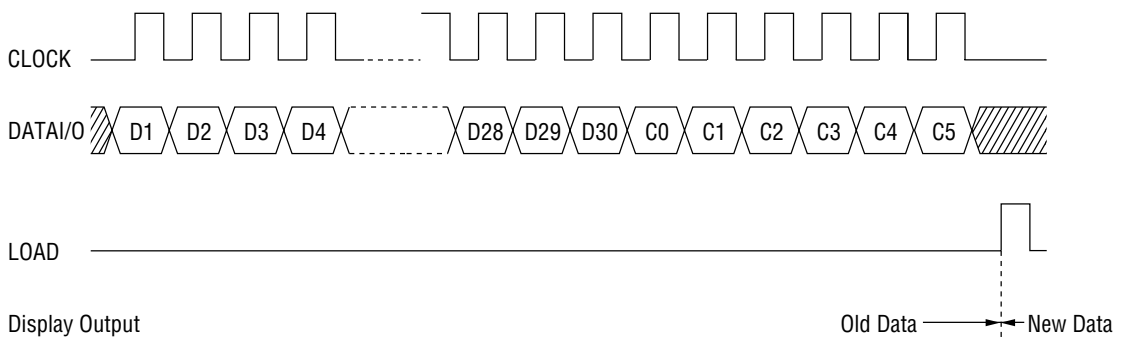 CLOCK
DATAI/O D1 D2 D3 D4 D28 D29 D30 C0 C1 C2 C3 C4 C5
LOAD
Display Output Old Data New Data